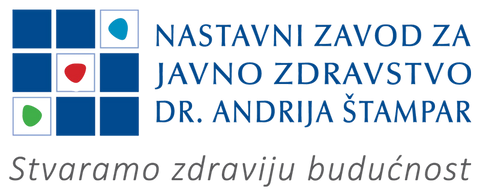 NASTAVNI ZAVOD ZA
JAVNO ZDRAVSTVO
DR. ANDRIJA ŠTAMPAR
Stvaramo zdraviju budućnost